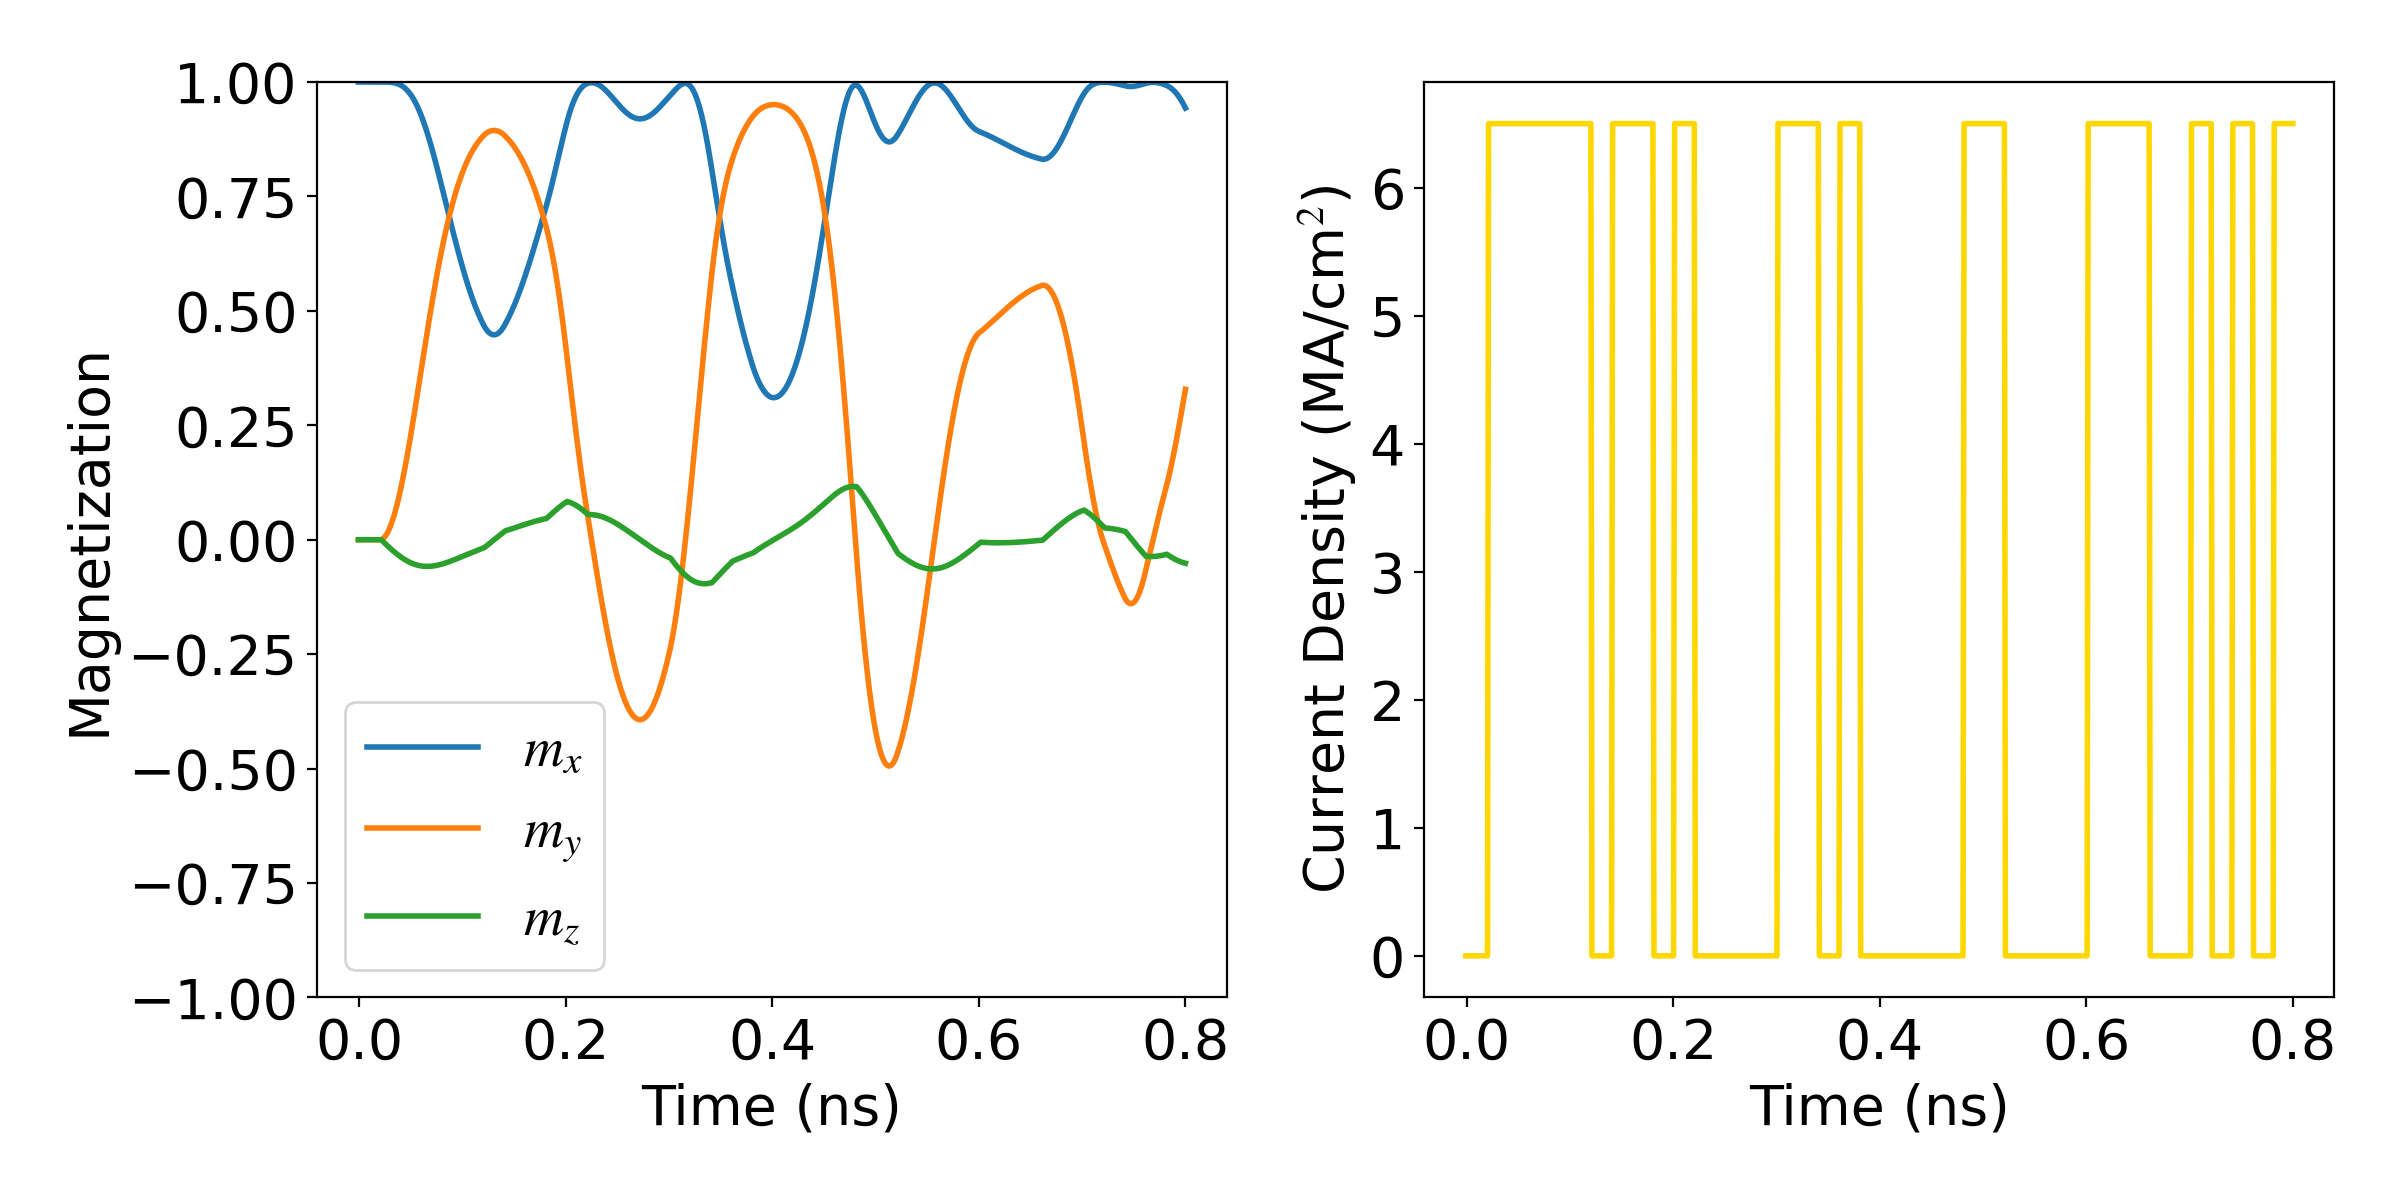 1.00
0.75
0.50
0.25
0.00
−0.25
−0.50
−0.75
−1.00
Magnetization
m_x
m_y
m_z
0.0 0.2 0.4 0.6 0.8
Time (ns)
6
5
4
3
2
1
0
Current Density (MA/cm²)
0.0 0.2 0.4 0.6 0.8
Time (ns)